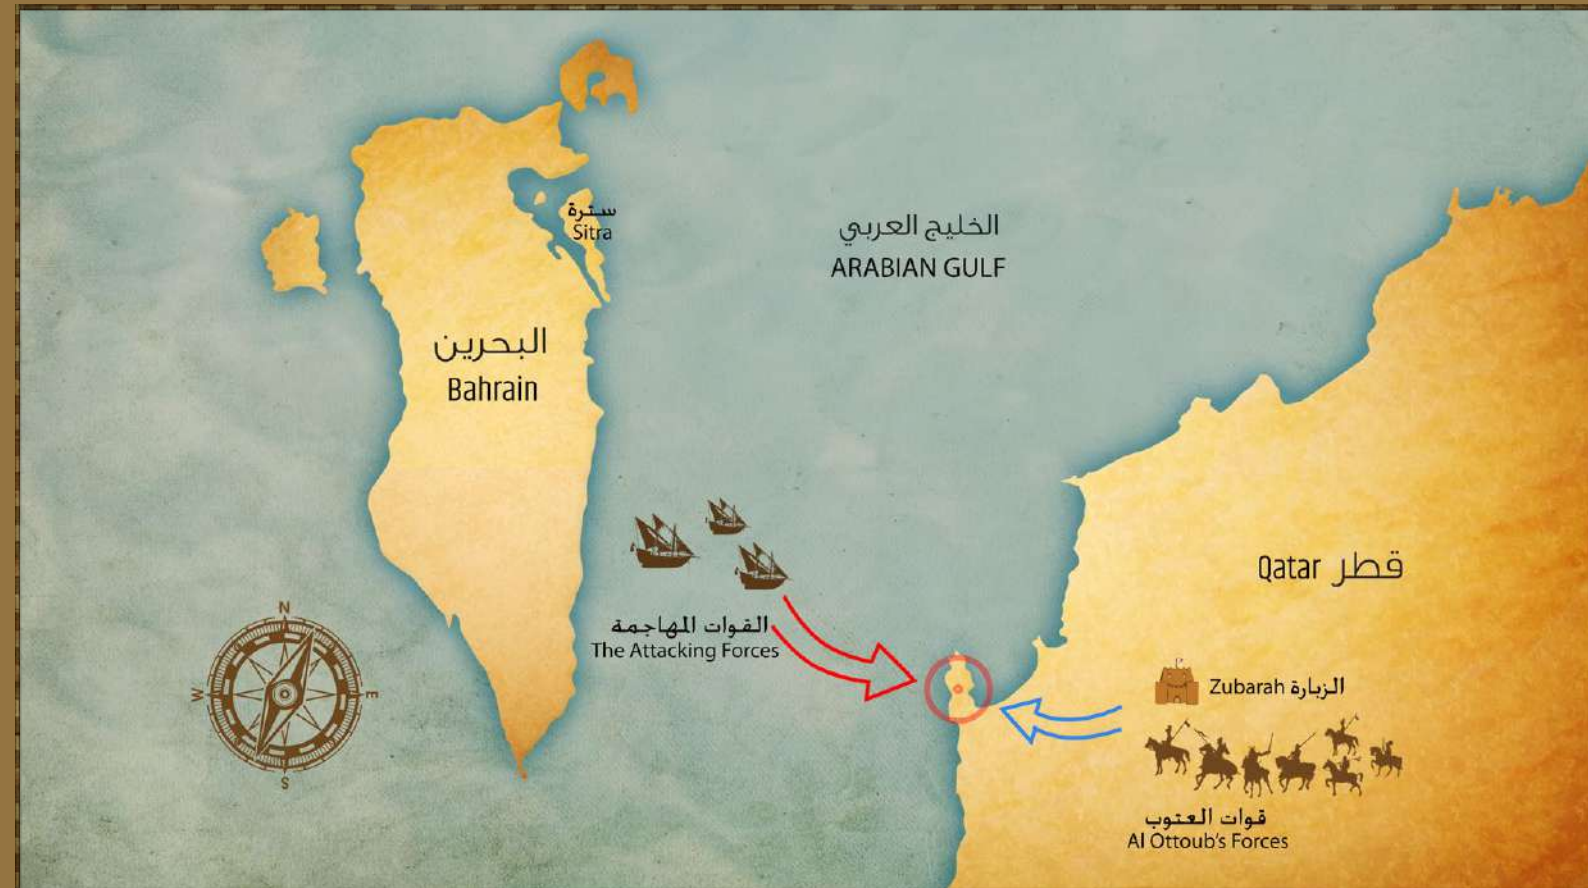 سترة
Sitra
الخليج العربي
ARABIAN GULF
البحرين
Bahrain
قطر Qatar
القوات المهاجمة
The Attacking Forces
N
W
E
S
الزبارة Zubarah
قوات العتوب
Al Ottoub's Forces